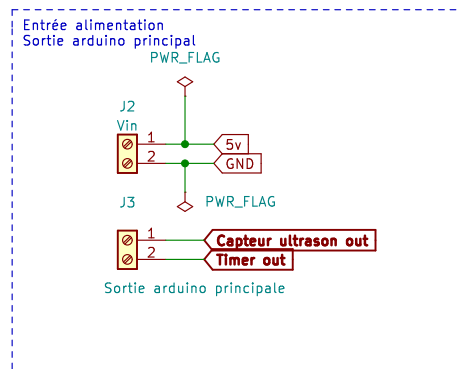 Entrée alimentation
Sortie arduino principal
PWR_FLAG
J2
Vin
1
5v
2
GND
J3
PWR_FLAG
1
Capteur ultrason out
2
Timer out
Sortie arduino principale